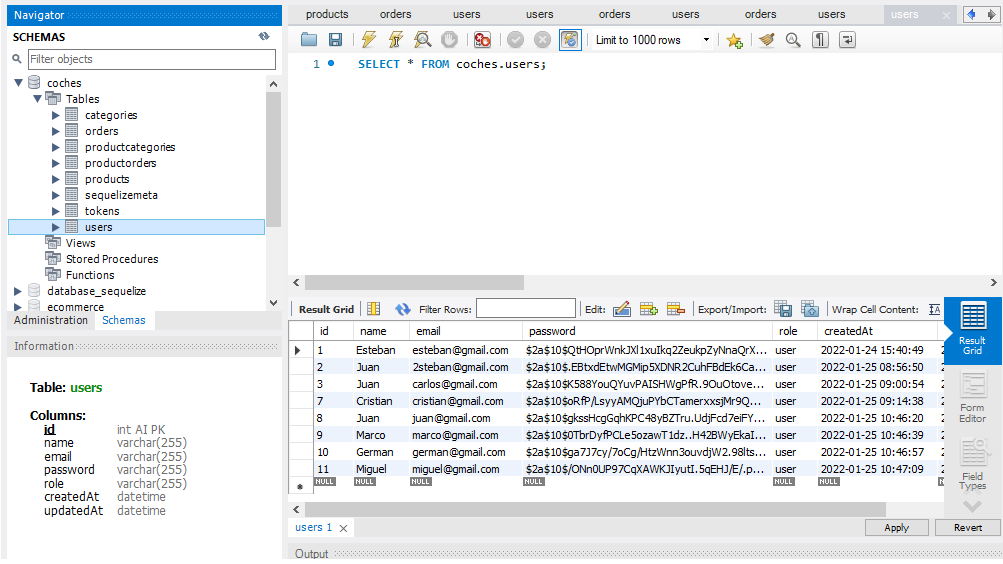 Navigator
SCHEMAS
Filter objects
coches
Tables
categories
orders
productcategories
productorders
products
sequelizemeta
tokens
users
Views
Stored Procedures
Functions
database_sequelize
ecommerce
Administration Schemas
Information
Table: users
Columns:
id int AI PK
name varchar(255)
email varchar(255)
password varchar(255)
role varchar(255)
createdAt datetime
updatedAt datetime
products orders users users orders users orders users users
Limit to 1000 rows
1 SELECT * FROM coches.users;
Result Grid Filter Rows: Edit: Export/Import: Wrap Cell Content:
id name email password role createdAt
1 Esteban esteban@gmail.com $2a$10$QtHOprWnkJXl1xuIkq2ZeukpZyNnaQrX... user 2022-01-24 15:40:49
2 Juan 2steban@gmail.com $2a$10$.EBtxdEtwMGMip5XDNR2CuhFBdEk6Ca... user 2022-01-25 08:56:50
3 Juan carlos@gmail.com $2a$10$K588YouQYuvPAISHWgPfR.9OuOtove... user 2022-01-25 09:00:54
7 Cristian cristian@gmail.com $2a$10$oRfP/LsyyAMQjuPYbCTamerxxsjMr9Q... user 2022-01-25 09:14:38
8 Juan juan@gmail.com $2a$10$gkssHcgGqhKPC48yBZTru.UdjFcd7eiFY... user 2022-01-25 10:46:20
9 Marco marco@gmail.com $2a$10$0TbrDyfPCLe5ozawT1dz..H42BWyEkaI... user 2022-01-25 10:46:39
10 German german@gmail.com $2a$10$ga7J7cy/7oCg/HtzWnn3ouvdjW2.98lts... user 2022-01-25 10:46:57
11 Miguel miguel@gmail.com $2a$10$/ONn0UP97CqXAWKJIyutI.5qEHJ/E/.p... user 2022-01-25 10:47:09
NULL NULL NULL NULL NULL NULL
Result
Grid
Form
Editor
Field
Types
users 1
Apply Revert
Output